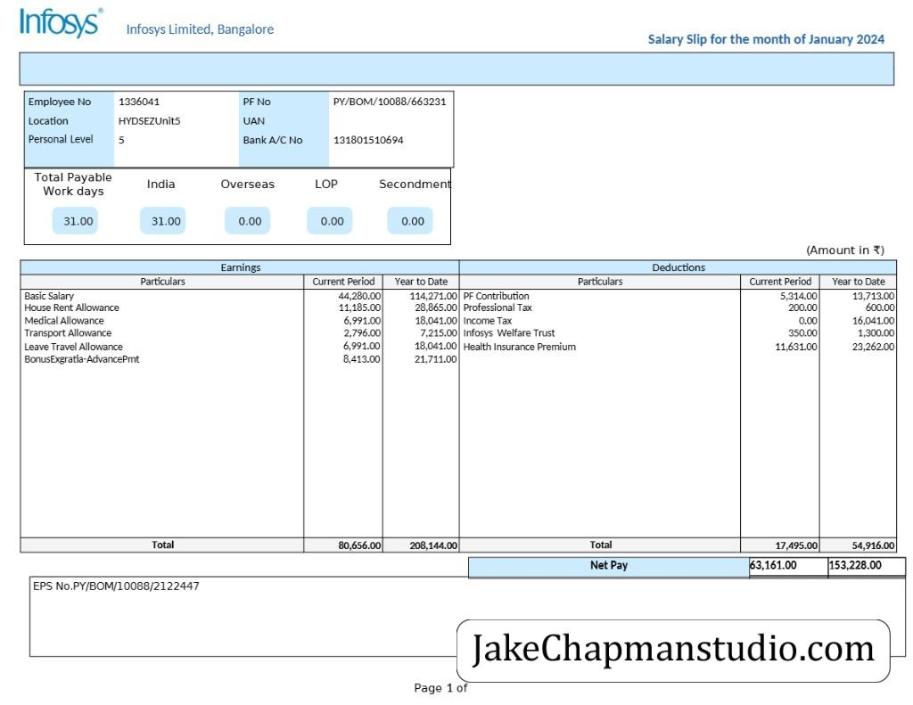 Infosys®
Infosys Limited, Bangalore
Salary Slip for the month of January 2024
Employee No 1336041 PF No PY/BOM/10088/663231
Location HYDSEZUnit5 UAN
Personal Level 5 Bank A/C No 131801510694
Total Payable Work days India Overseas LOP Secondment
31.00 31.00 0.00 0.00 0.00
(Amount in ₹)
Earnings Deductions
Particulars Current Period Year to Date Particulars Current Period Year to Date
Basic Salary 44,280.00 114,271.00 PF Contribution 5,314.00 13,713.00
House Rent Allowance 11,185.00 28,865.00 Professional Tax 200.00 600.00
Medical Allowance 6,991.00 18,041.00 Income Tax 0.00 16,041.00
Transport Allowance 2,796.00 7,215.00 Infosys Welfare Trust 350.00 1,300.00
Leave Travel Allowance 6,991.00 18,041.00 Health Insurance Premium 11,631.00 23,262.00
BonusExgratia-AdvancePmt 8,413.00 21,711.00
Total 80,656.00 208,144.00 Total 17,495.00 54,916.00
Net Pay 63,161.00 153,228.00
EPS No.PY/BOM/10088/2122447
JakeChapmanstudio.com
Page 1 of